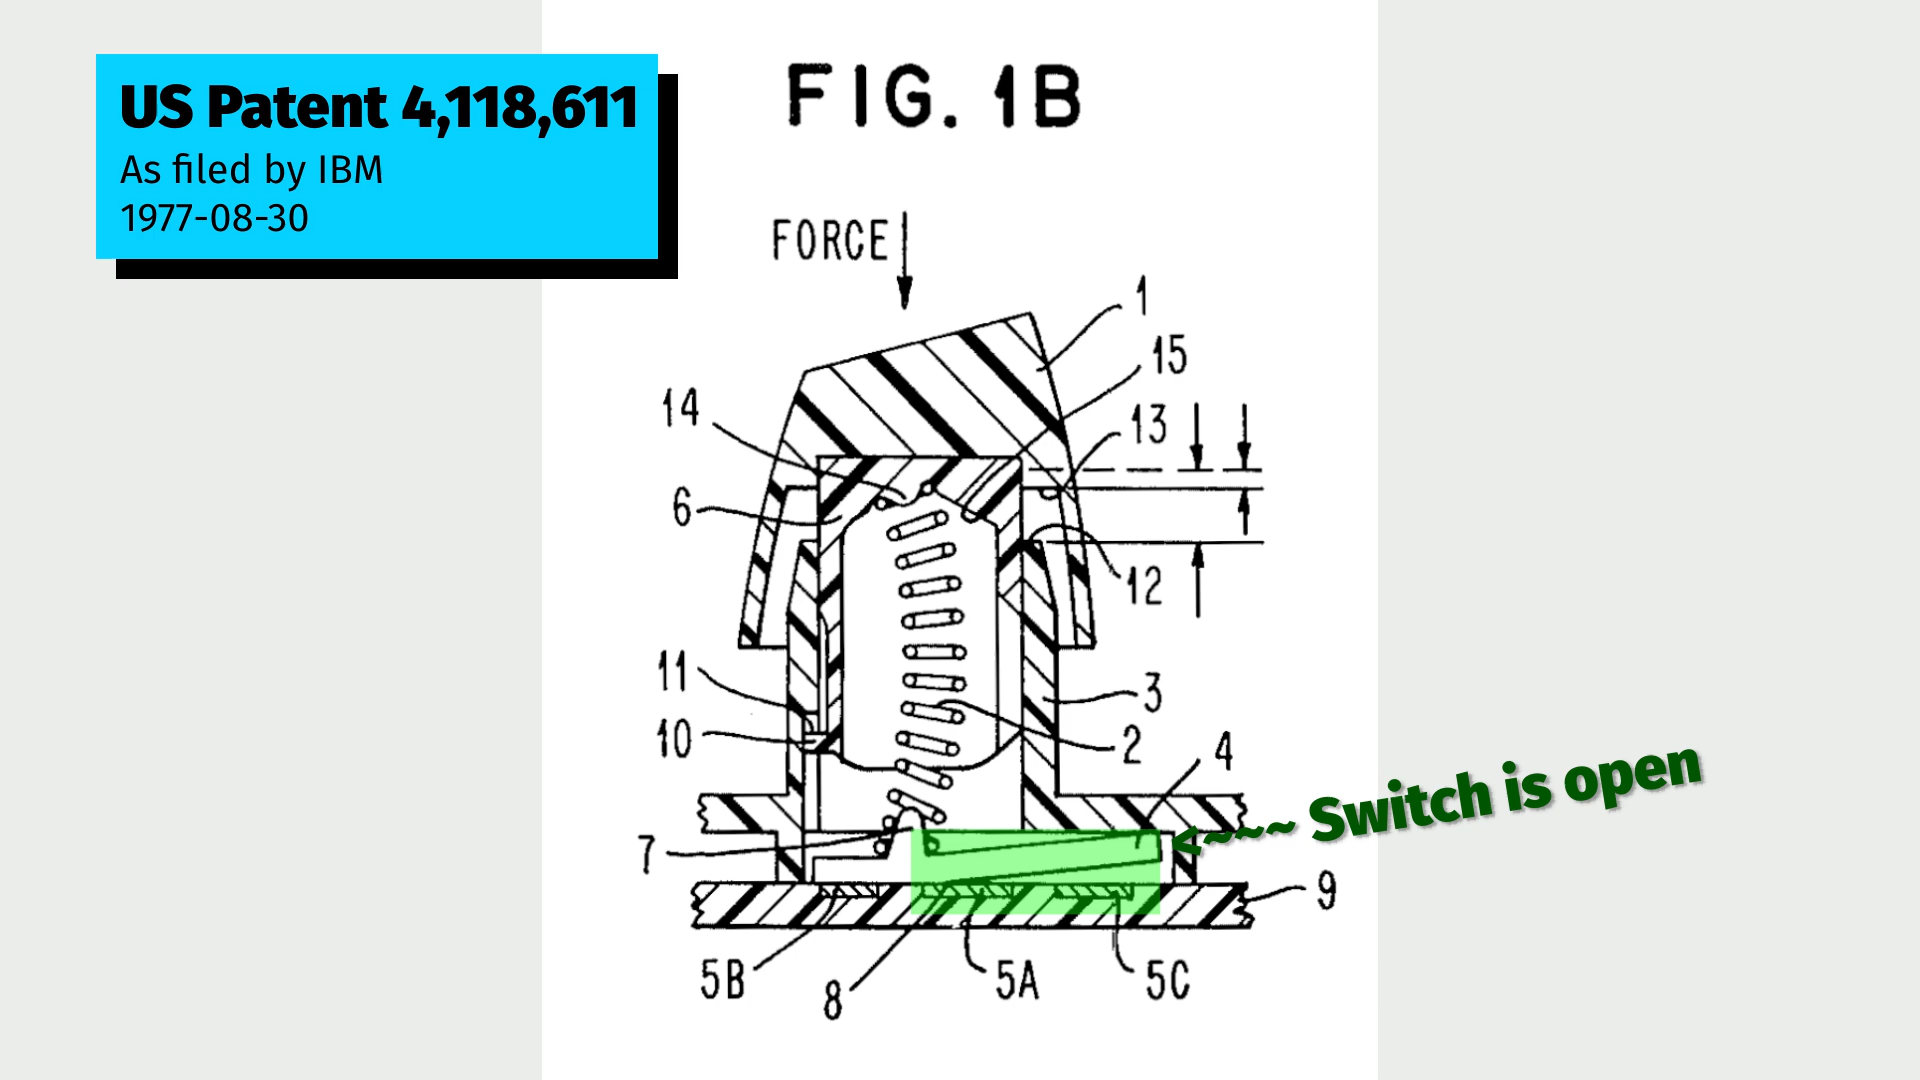 US Patent 4,118,611
As filed by IBM
1977-08-30
FIG. 1B
FORCE
1
15
14
13
6
12
11
3
10
2
4
<~~~ Switch is open
7
9
5B
8
5A
5C